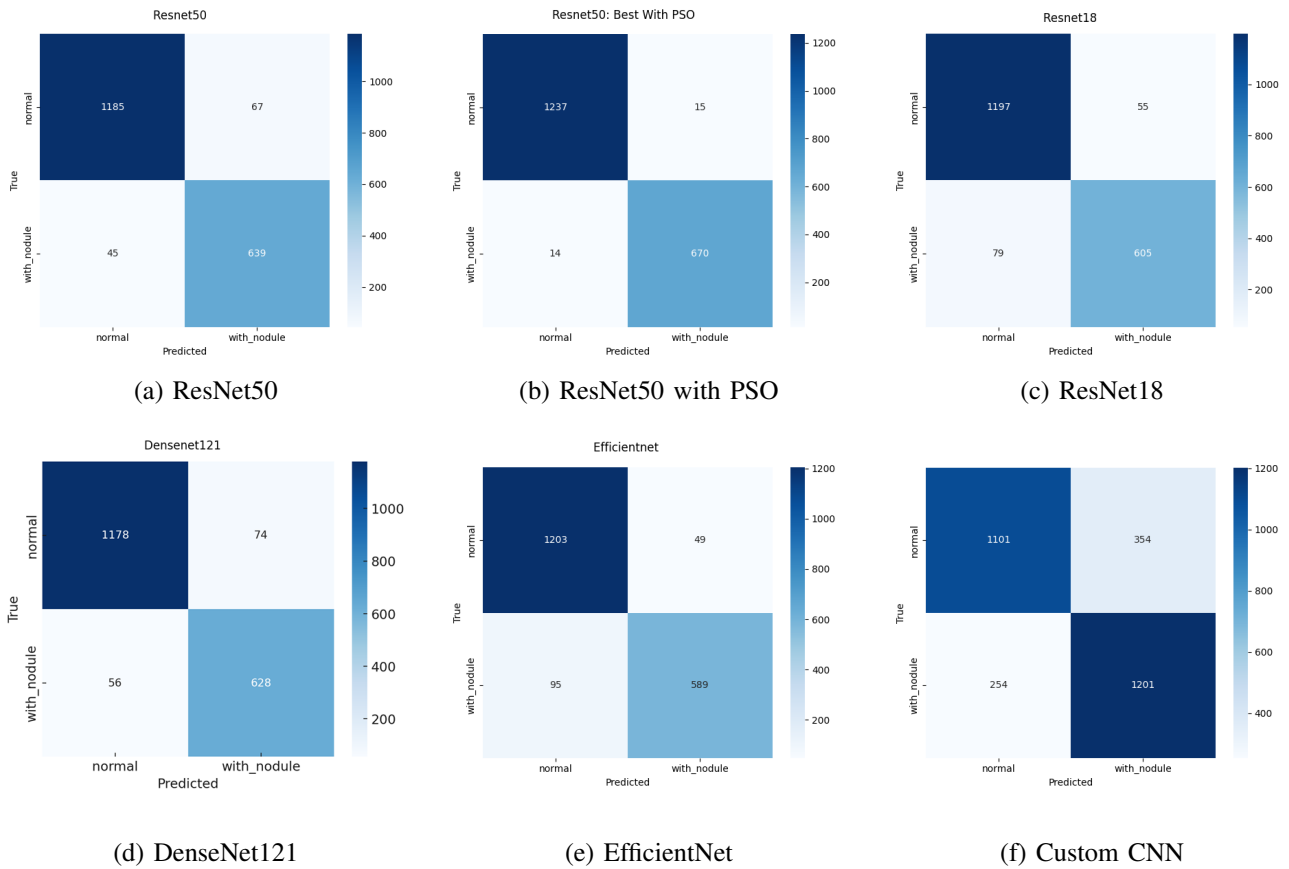 Resnet50
1185
67
45
639
normal
with_nodule
True
normal
with_nodule
Predicted
1000
800
600
400
200
(a) ResNet50
Resnet50: Best With PSO
1237
15
14
670
normal
with_nodule
True
normal
with_nodule
Predicted
1200
1000
800
600
400
200
(b) ResNet50 with PSO
Resnet18
1197
55
79
605
normal
with_nodule
True
normal
with_nodule
Predicted
1000
800
600
400
200
(c) ResNet18
Densenet121
1178
74
56
628
normal
with_nodule
True
normal
with_nodule
Predicted
1000
800
600
400
200
(d) DenseNet121
Efficientnet
1203
49
95
589
normal
with_nodule
True
normal
with_nodule
Predicted
1200
1000
800
600
400
200
(e) EfficientNet
1101
354
254
1201
normal
with_nodule
True
normal
with_nodule
Predicted
1200
1000
800
600
400
(f) Custom CNN